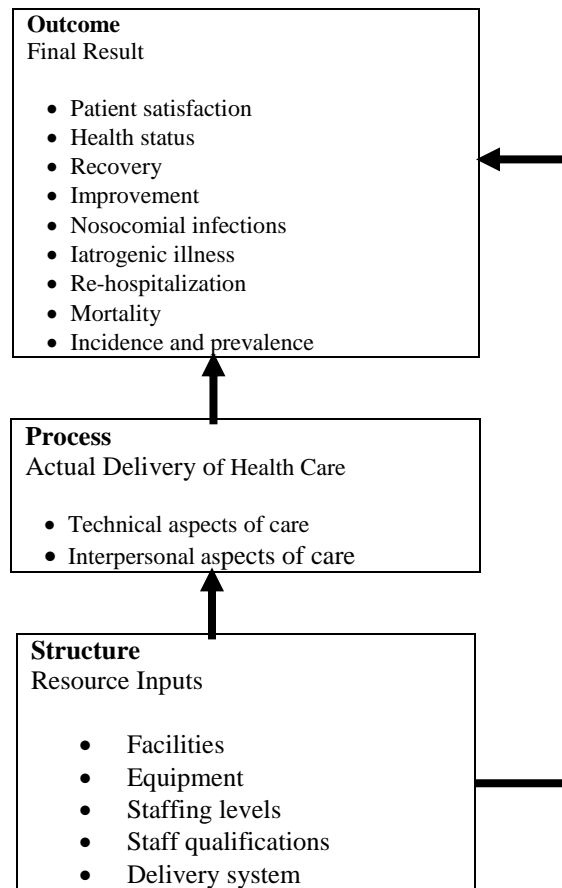 Outcome
Final Result
• Patient satisfaction
• Health status
• Recovery
• Improvement
• Nosocomial infections
• Iatrogenic illness
• Re-hospitalization
• Mortality
• Incidence and prevalence
Process
Actual Delivery of Health Care
• Technical aspects of care
• Interpersonal aspects of care
Structure
Resource Inputs
• Facilities
• Equipment
• Staffing levels
• Staff qualifications
• Delivery system